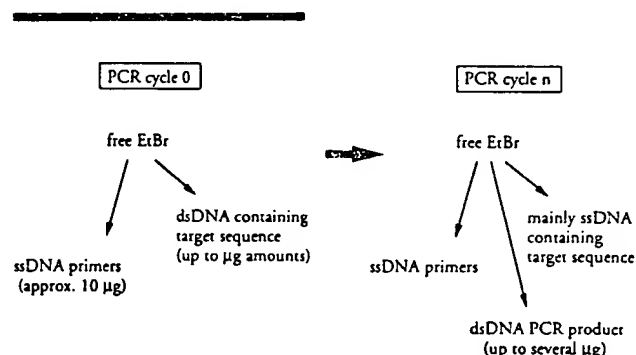 PCR cycle 0
free EtBr
dsDNA containing
target sequence
(up to µg amounts)
ssDNA primers
(approx. 10 µg)
PCR cycle n
free EtBr
mainly ssDNA
containing
target sequence
ssDNA primers
dsDNA PCR product
(up to several µg)